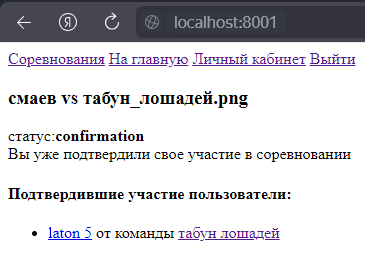 localhost:8001
Соревнования На главную Личный кабинет Выйти
смаев vs табун_лошадей.png
статус:confirmation
Вы уже подтвердили свое участие в соревновании
Подтвердившие участие пользователи:
laton 5 от команды табун лошадей